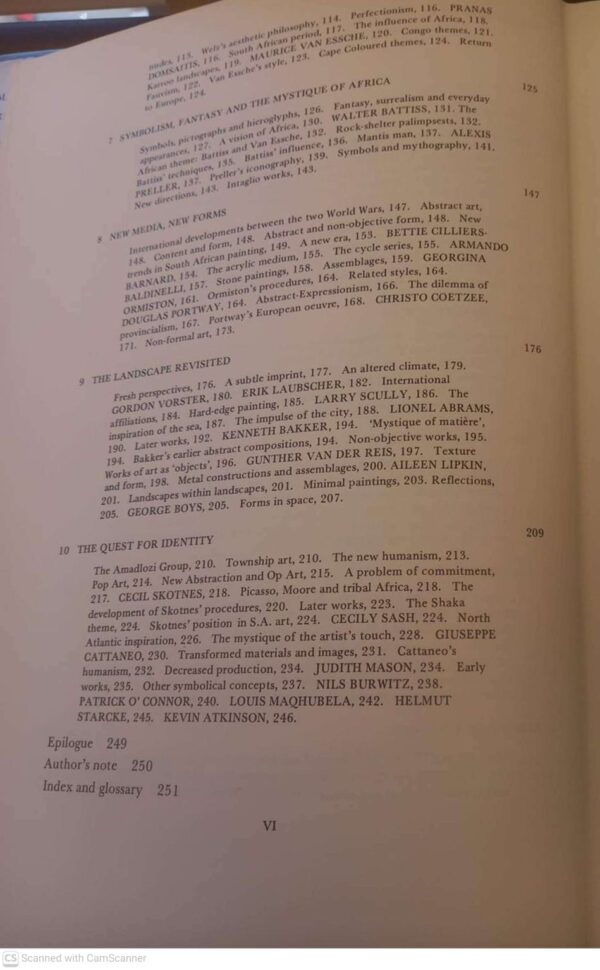 nudes, 113. Welz's aesthetic philosophy, 114. Perfectionism, 116. PRANAS
DOMSAITIS, 116. South African period, 117. The influence of Africa, 118.
Karroo landscapes, 119. MAURICE VAN ESSCHE, 120. Congo themes, 121.
Fauvism, 122. Van Essche's style, 123. Cape Coloured themes, 124. Return
to Europe, 124.
7 SYMBOLISM, FANTASY AND THE MYSTIQUE OF AFRICA 125
Symbols, pictographs and hieroglyphs, 126. Fantasy, surrealism and everyday
appearances, 127. A vision of Africa, 130. WALTER BATTISS, 131. The
African theme: Battiss and Van Essche, 132. Rock-shelter palimpsests, 132.
Battiss' techniques, 135. Battiss' influence, 136. Mantis man, 137. ALEXIS
PRELLER, 137. Preller's iconography, 139. Symbols and mythography, 141.
New directions, 143. Intaglio works, 143.
8 NEW MEDIA, NEW FORMS 147
International developments between the two World Wars, 147. Abstract art,
148. Content and form, 148. Abstract and non-objective form, 148. New
trends in South African painting, 149. A new era, 153. BETTIE CILLIERS-
BARNARD, 154. The acrylic medium, 155. The cycle series, 155. ARMANDO
BALDINELLI, 157. Stone paintings, 158. Assemblages, 159. GEORGINA
ORMISTON, 161. Ormiston's procedures, 164. Related styles, 164.
DOUGLAS PORTWAY, 164. Abstract-Expressionism, 166. The dilemma of
provincialism, 167. Portway's European oeuvre, 168. CHRISTO COETZEE,
171. Non-formal art, 173.
9 THE LANDSCAPE REVISITED 176
Fresh perspectives, 176. A subtle imprint, 177. An altered climate, 179.
GORDON VORSTER, 180. ERIK LAUBSCHER, 182. International
affiliations, 184. Hard-edge painting, 185. LARRY SCULLY, 186. The
inspiration of the sea, 187. The impulse of the city, 188. LIONEL ABRAMS,
190. Later works, 192. KENNETH BAKKER, 194. 'Mystique of matière',
194. Bakker's earlier abstract compositions, 194. Non-objective works, 195.
Works of art as 'objects', 196. GUNTHER VAN DER REIS, 197. Texture
and form, 198. Metal constructions and assemblages, 200. AILEEN LIPKIN,
201. Landscapes within landscapes, 201. Minimal paintings, 203. Reflections,
205. GEORGE BOYS, 205. Forms in space, 207.
10 THE QUEST FOR IDENTITY 209
The Amadlozi Group, 210. Township art, 210. The new humanism, 213.
Pop Art, 214. New Abstraction and Op Art, 215. A problem of commitment,
217. CECIL SKOTNES, 218. Picasso, Moore and tribal Africa, 218. The
development of Skotnes' procedures, 220. Later works, 223. The Shaka
theme, 224. Skotnes' position in S.A. art, 224. CECILY SASH, 224. North
Atlantic inspiration, 226. The mystique of the artist's touch, 228. GIUSEPPE
CATTANEO, 230. Transformed materials and images, 231. Cattaneo's
humanism, 232. Decreased production, 234. JUDITH MASON, 234. Early
works, 235. Other symbolical concepts, 237. NILS BURWITZ, 238.
PATRICK O' CONNOR, 240. LOUIS MAQHUBELA, 242. HELMUT
STARCKE, 245. KEVIN ATKINSON, 246.
Epilogue 249
Author's note 250
Index and glossary 251
VI
CS Scanned with CamScanner